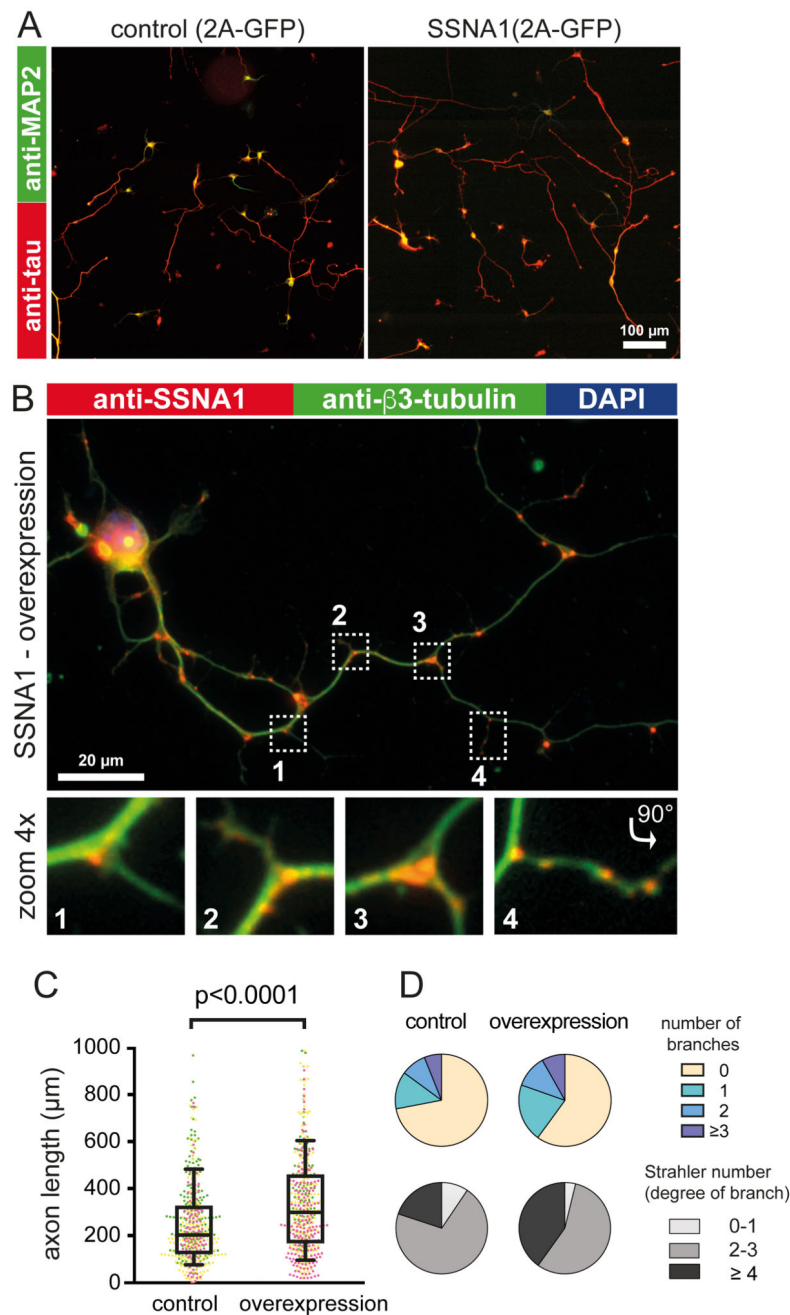 A
control (2A-GFP)
SSNA1(2A-GFP)
anti-MAP2
anti-tau
100 µm
B
anti-SSNA1
anti-β3-tubulin
DAPI
SSNA1 - overexpression
1
2
3
4
20 µm
zoom 4x
1
2
3
4
90°
C
p<0.0001
axon length (µm)
1000
800
600
400
200
0
control
overexpression
D
control
overexpression
number of
branches
0
1
2
≥3
Strahler number
(degree of branch)
0-1
2-3
≥ 4